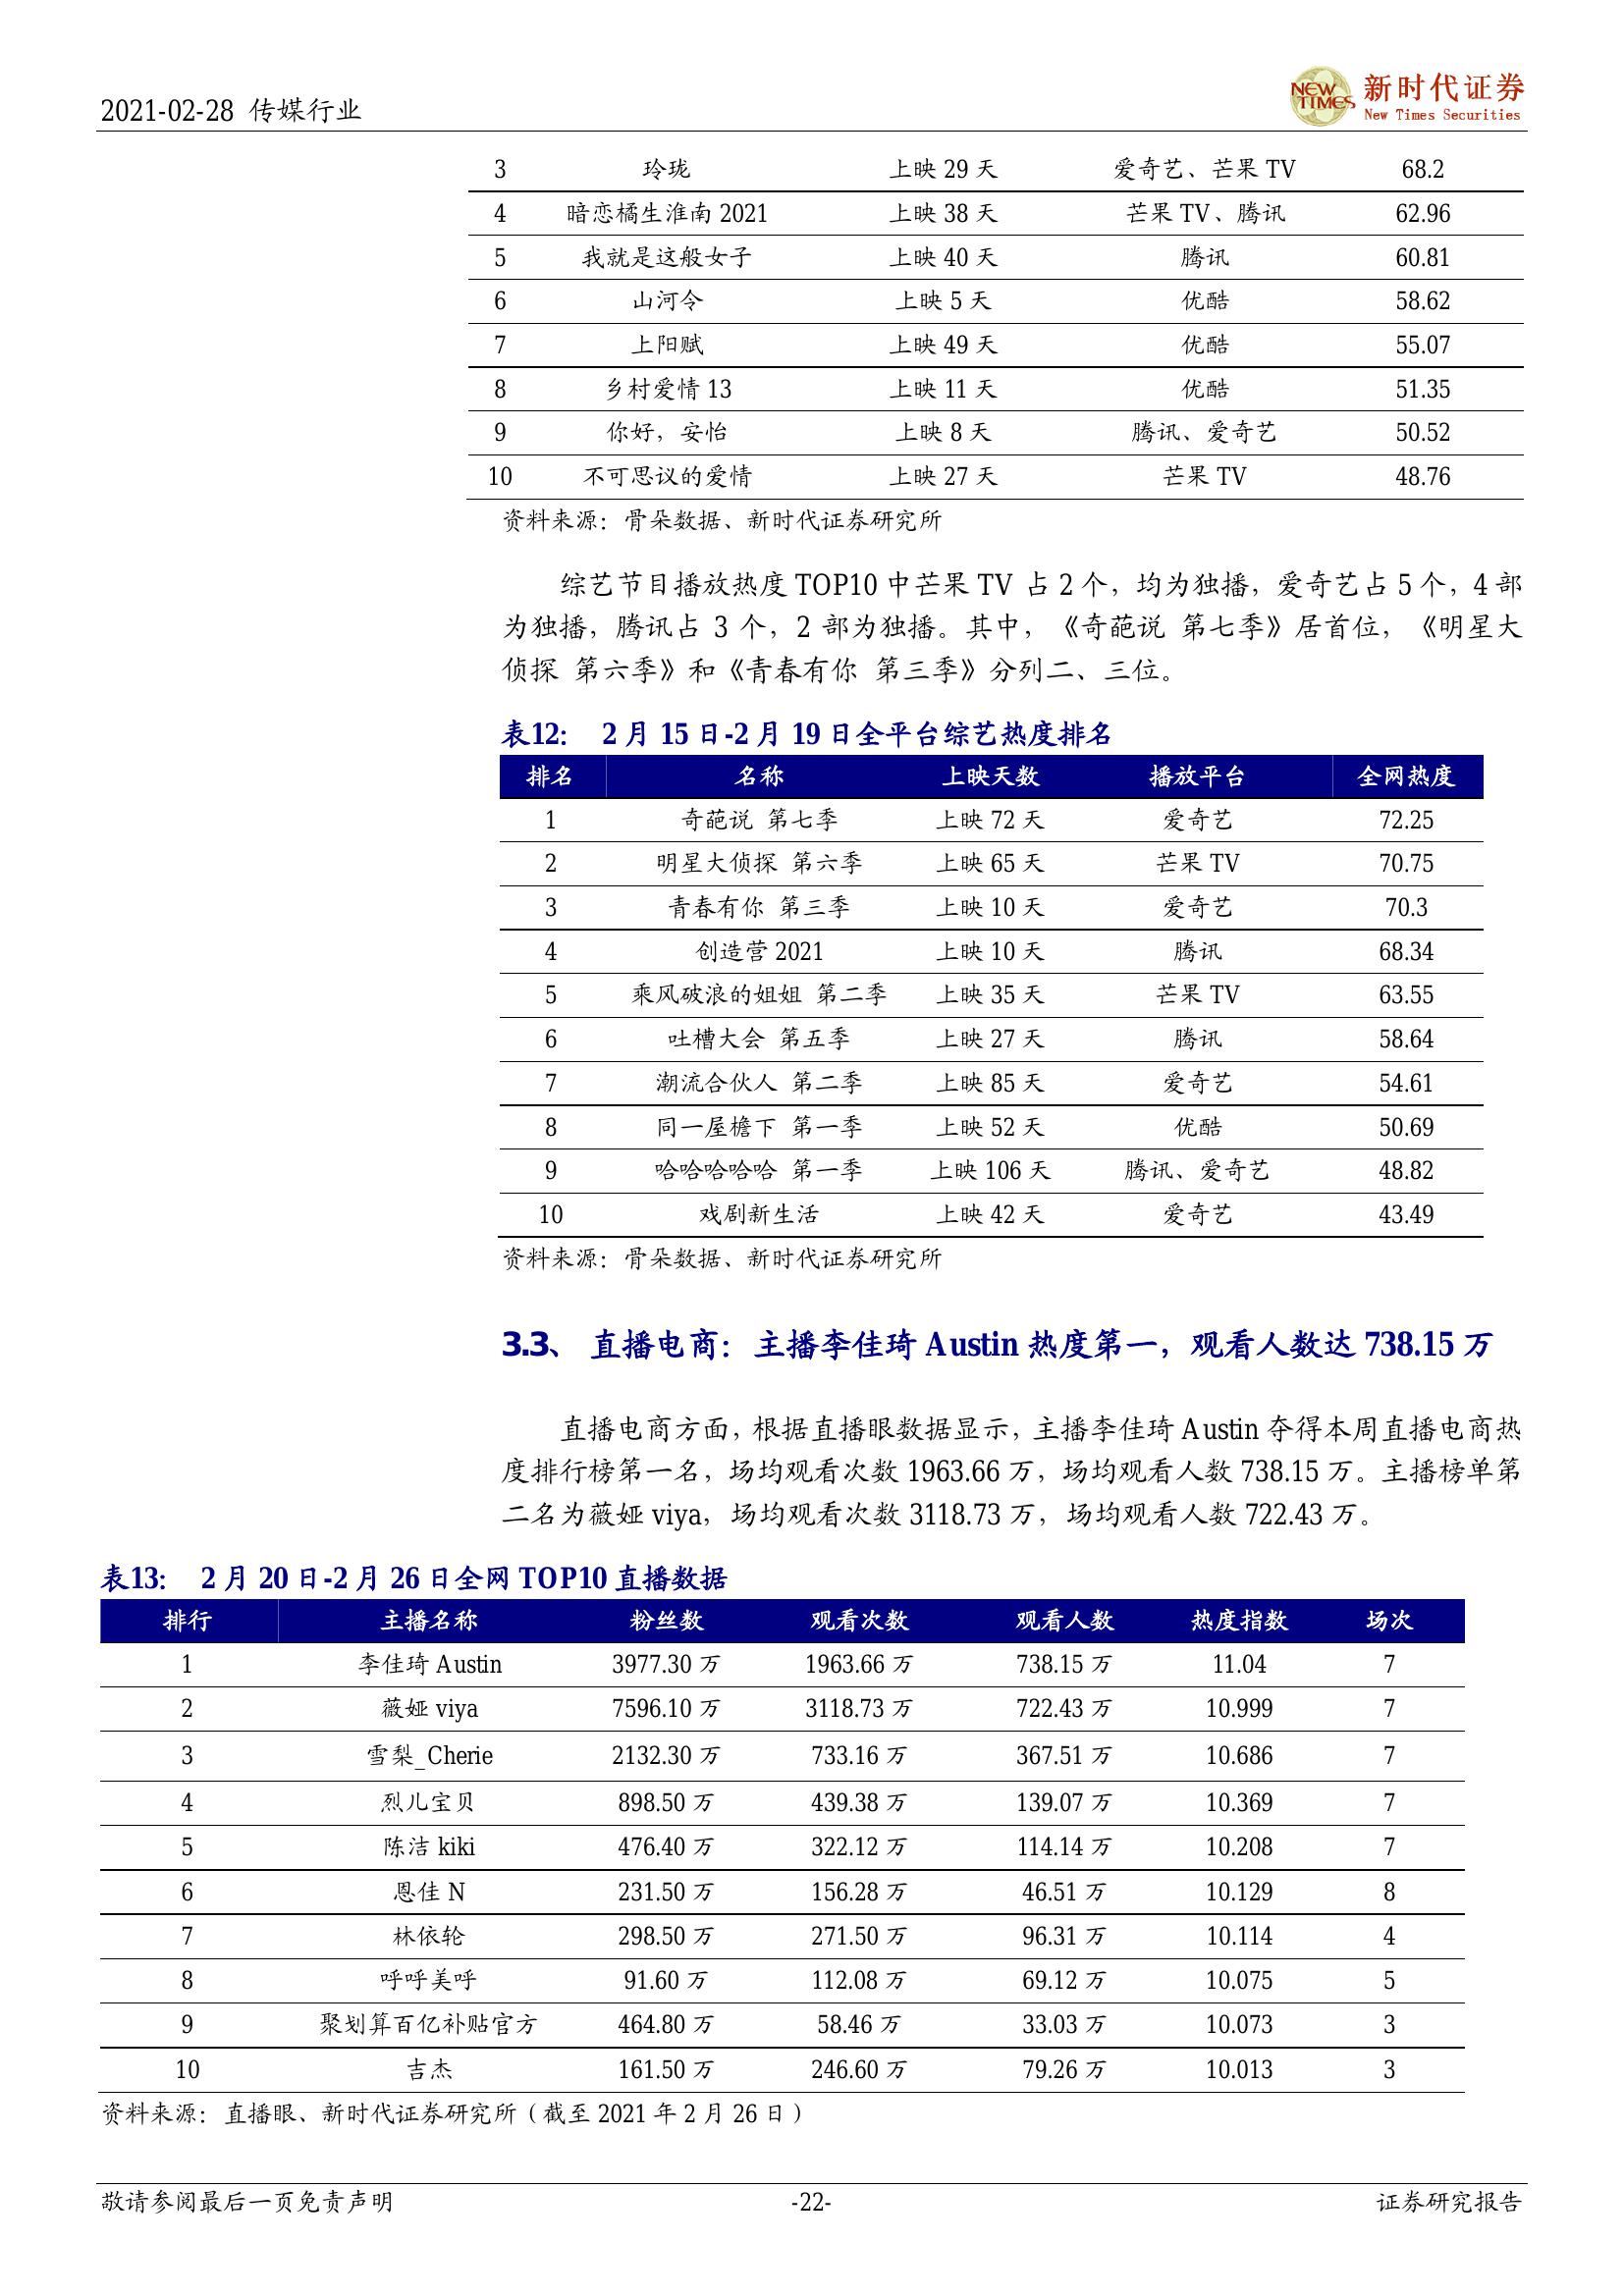 2021-02-28 传媒行业
NEW TIMES 新时代证券
New Times Securities
3 玲珑 上映 29 天 爱奇艺、芒果 TV 68.2
4 暗恋橘生淮南 2021 上映 38 天 芒果 TV、腾讯 62.96
5 我就是这般女子 上映 40 天 腾讯 60.81
6 山河令 上映 5 天 优酷 58.62
7 上阳赋 上映 49 天 优酷 55.07
8 乡村爱情 13 上映 11 天 优酷 51.35
9 你好，安怡 上映 8 天 腾讯、爱奇艺 50.52
10 不可思议的爱情 上映 27 天 芒果 TV 48.76
资料来源：骨朵数据、新时代证券研究所
综艺节目播放热度 TOP10 中芒果 TV 占 2 个，均为独播，爱奇艺占 5 个，4 部
为独播，腾讯占 3 个，2 部为独播。其中，《奇葩说 第七季》居首位，《明星大
侦探 第六季》和《青春有你 第三季》分列二、三位。
表12： 2 月 15 日-2 月 19 日全平台综艺热度排名
排名 名称 上映天数 播放平台 全网热度
1 奇葩说 第七季 上映 72 天 爱奇艺 72.25
2 明星大侦探 第六季 上映 65 天 芒果 TV 70.75
3 青春有你 第三季 上映 10 天 爱奇艺 70.3
4 创造营 2021 上映 10 天 腾讯 68.34
5 乘风破浪的姐姐 第二季 上映 35 天 芒果 TV 63.55
6 吐槽大会 第五季 上映 27 天 腾讯 58.64
7 潮流合伙人 第二季 上映 85 天 爱奇艺 54.61
8 同一屋檐下 第一季 上映 52 天 优酷 50.69
9 哈哈哈哈哈 第一季 上映 106 天 腾讯、爱奇艺 48.82
10 戏剧新生活 上映 42 天 爱奇艺 43.49
资料来源：骨朵数据、新时代证券研究所
3.3、 直播电商：主播李佳琦 Austin 热度第一，观看人数达 738.15 万
直播电商方面，根据直播眼数据显示，主播李佳琦 Austin 夺得本周直播电商热
度排行榜第一名，场均观看次数 1963.66 万，场均观看人数 738.15 万。主播榜单第
二名为薇娅 viya，场均观看次数 3118.73 万，场均观看人数 722.43 万。
表13： 2 月 20 日-2 月 26 日全网 TOP10 直播数据
排行 主播名称 粉丝数 观看次数 观看人数 热度指数 场次
1 李佳琦 Austin 3977.30 万 1963.66 万 738.15 万 11.04 7
2 薇娅 viya 7596.10 万 3118.73 万 722.43 万 10.999 7
3 雪梨_Cherie 2132.30 万 733.16 万 367.51 万 10.686 7
4 烈儿宝贝 898.50 万 439.38 万 139.07 万 10.369 7
5 陈洁 kiki 476.40 万 322.12 万 114.14 万 10.208 7
6 恩佳 N 231.50 万 156.28 万 46.51 万 10.129 8
7 林依轮 298.50 万 271.50 万 96.31 万 10.114 4
8 呼呼美呼 91.60 万 112.08 万 69.12 万 10.075 5
9 聚划算百亿补贴官方 464.80 万 58.46 万 33.03 万 10.073 3
10 吉杰 161.50 万 246.60 万 79.26 万 10.013 3
资料来源：直播眼、新时代证券研究所（截至 2021 年 2 月 26 日）
敬请参阅最后一页免责声明 -22- 证券研究报告